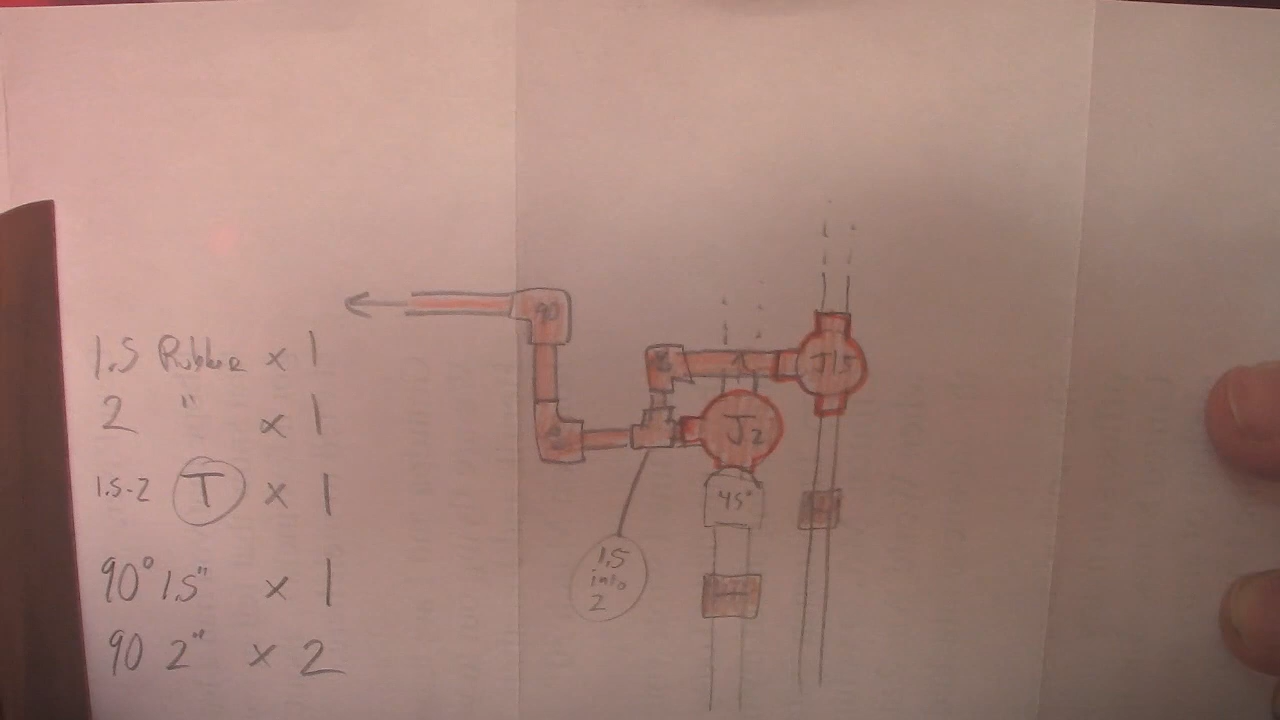 1.5 Rubber x 1
2 " x 1
1.5-2 T x 1
90° 1.5" x 1
90 2" x 2
90
J1.5
J2
45°
1.5
into
2